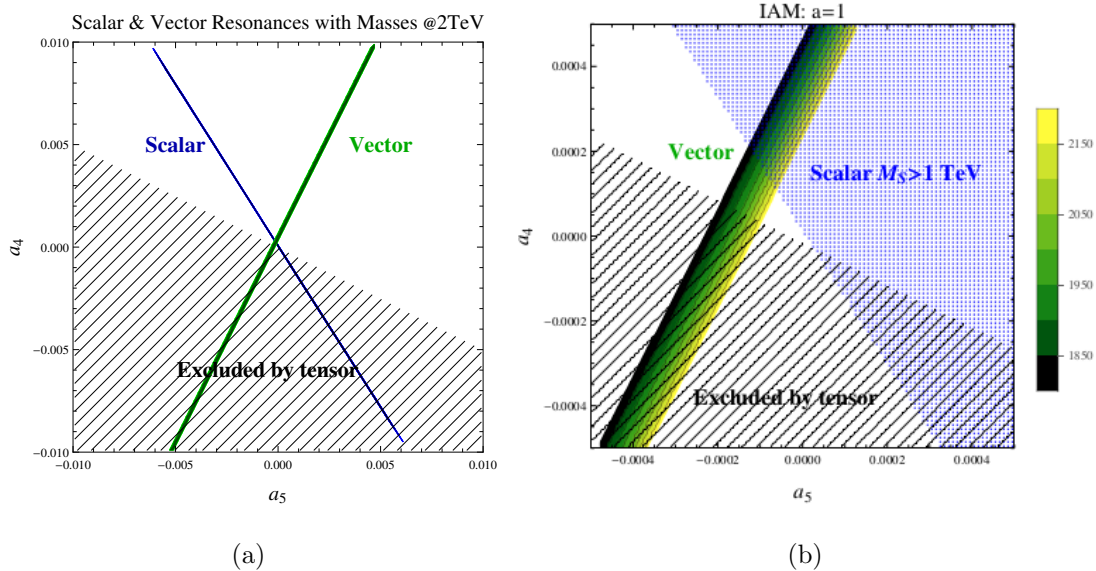 Scalar & Vector Resonances with Masses @2TeV
0.010
0.005
0.000
−0.005
−0.010
a4
Scalar
Vector
Excluded by tensor
−0.010
−0.005
0.000
0.005
0.010
a5
(a)
IAM: a=1
0.0004
0.0002
0.0000
−0.0002
−0.0004
a4
Vector
Scalar MS>1 TeV
Excluded by tensor
−0.0004
−0.0002
0.0000
0.0002
0.0004
a5
2150
2050
1950
1850
(b)